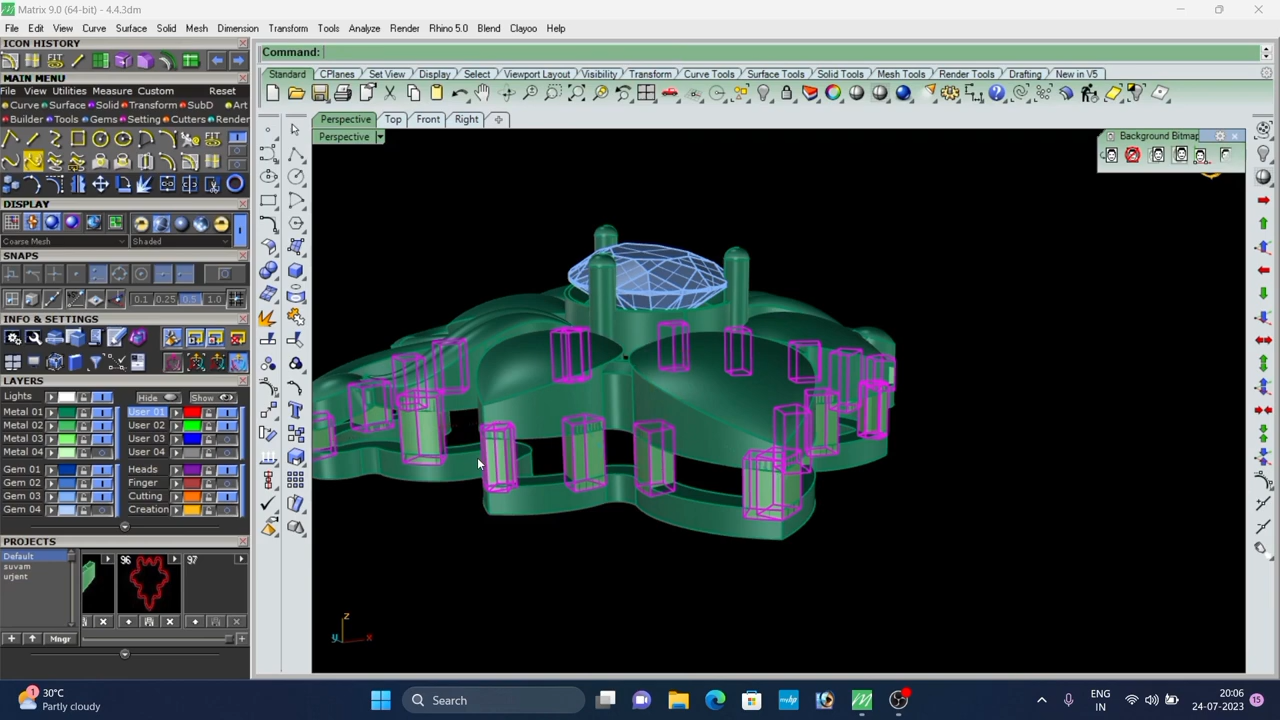 Matrix 9.0 (64-bit) - 4.4.3dm
File Edit View Curve Surface Solid Mesh Dimension Transform Tools Analyze Render Rhino 5.0 Blend Clayoo Help
ICON HISTORY
Command:
Standard CPlanes Set View Display Select Viewport Layout Visibility Transform Curve Tools Surface Tools Solid Tools Mesh Tools Render Tools Drafting New in V5
FIT
MAIN MENU
File View Utilities Measure Custom Reset
Curve Surface Solid Transform SubD Art
Builder Tools Gems Setting Cutters Render
FIT
Perspective Top Front Right
Perspective
Background Bitmap
DISPLAY
Coarse Mesh Shaded
SNAPS
0.1 0.25 0.5 1.0
INFO & SETTINGS
LAYERS
Lights Hide Show
Metal 01 User 01
Metal 02 User 02
Metal 03 User 03
Metal 04 User 04
Gem 01 Heads
Gem 02 Finger
Gem 03 Cutting
Gem 04 Creation
PROJECTS
Default
suvam
urjent
96 97
Mngr
z
y x
1
30°C
Partly cloudy
Search
ENG
IN
20:06
24-07-2023
15